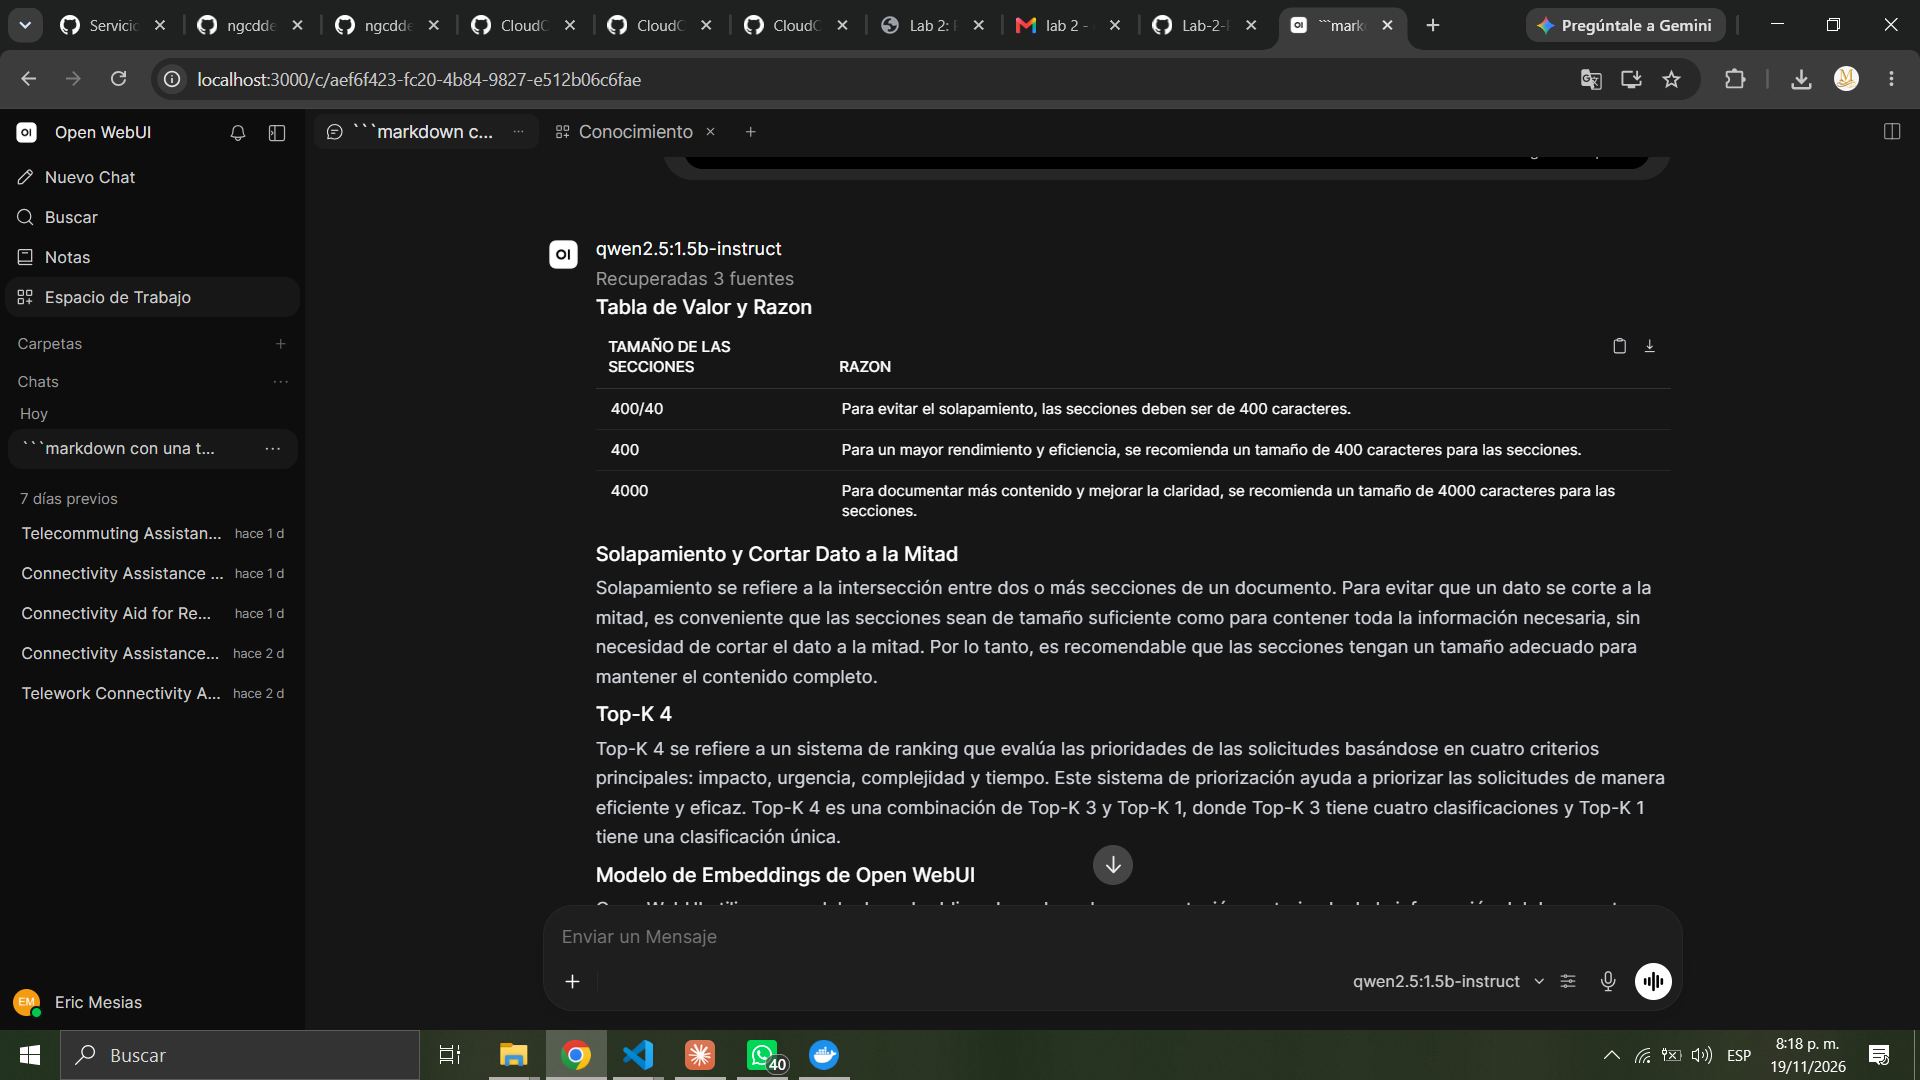 Servicio
ngcdde
ngcdde
CloudC
CloudC
CloudC
Lab 2:
lab 2 -
Lab-2-
```mark
Pregúntale a Gemini
localhost:3000/c/aef6f423-fc20-4b84-9827-e512b06c6fae
OI
Open WebUI
```markdown c...
Conocimiento
Nuevo Chat
Buscar
Notas
Espacio de Trabajo
Carpetas
Chats
Hoy
```markdown con una t...
7 días previos
Telecommuting Assistan...
hace 1 d
Connectivity Assistance ...
hace 1 d
Connectivity Aid for Re...
hace 1 d
Connectivity Assistance...
hace 2 d
Telework Connectivity A...
hace 2 d
EM
Eric Mesias
OI
qwen2.5:1.5b-instruct
Recuperadas 3 fuentes
Tabla de Valor y Razon
TAMAÑO DE LAS
SECCIONES
RAZON
400/40
Para evitar el solapamiento, las secciones deben ser de 400 caracteres.
400
Para un mayor rendimiento y eficiencia, se recomienda un tamaño de 400 caracteres para las secciones.
4000
Para documentar más contenido y mejorar la claridad, se recomienda un tamaño de 4000 caracteres para las
secciones.
Solapamiento y Cortar Dato a la Mitad
Solapamiento se refiere a la intersección entre dos o más secciones de un documento. Para evitar que un dato se corte a la
mitad, es conveniente que las secciones sean de tamaño suficiente como para contener toda la información necesaria, sin
necesidad de cortar el dato a la mitad. Por lo tanto, es recomendable que las secciones tengan un tamaño adecuado para
mantener el contenido completo.
Top-K 4
Top-K 4 se refiere a un sistema de ranking que evalúa las prioridades de las solicitudes basándose en cuatro criterios
principales: impacto, urgencia, complejidad y tiempo. Este sistema de priorización ayuda a priorizar las solicitudes de manera
eficiente y eficaz. Top-K 4 es una combinación de Top-K 3 y Top-K 1, donde Top-K 3 tiene cuatro clasificaciones y Top-K 1
tiene una clasificación única.
Modelo de Embeddings de Open WebUI
Enviar un Mensaje
qwen2.5:1.5b-instruct
Buscar
40
ESP
8:18 p. m.
19/11/2026